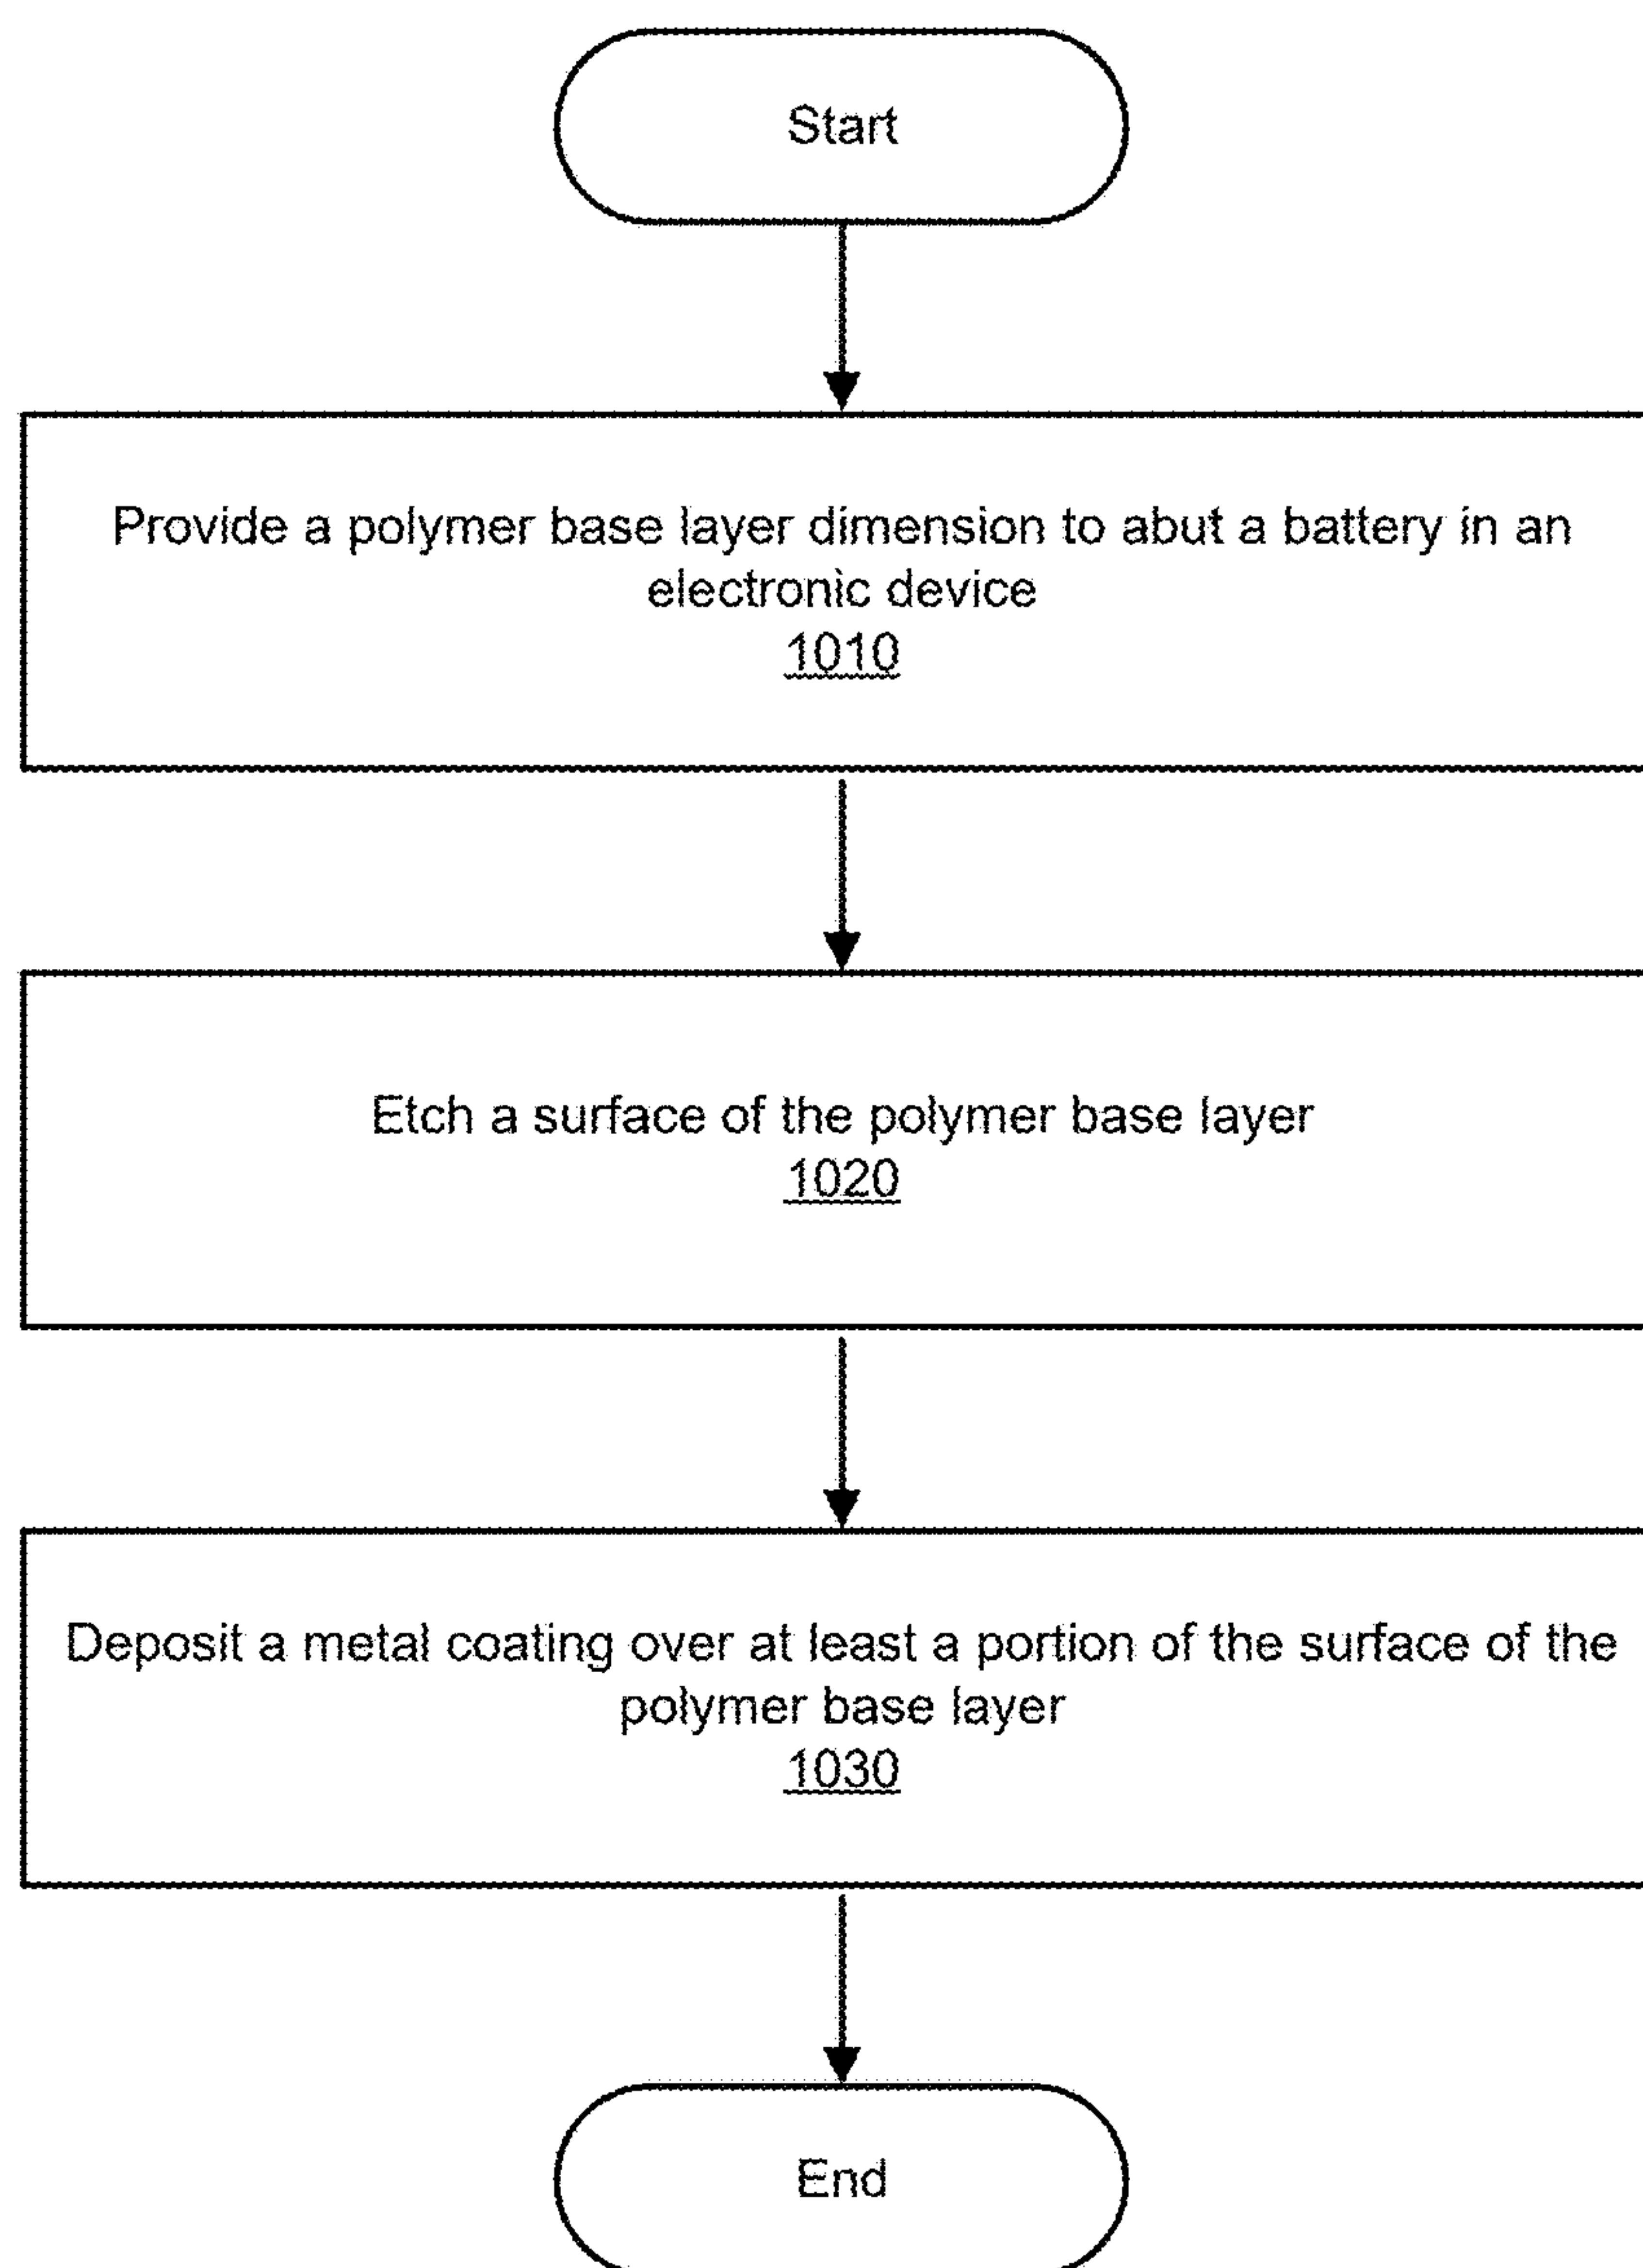 Start
Provide a polymer base layer dimension to abut a battery in an
electronic device
1010
Etch a surface of the polymer base layer
1020
Deposit a metal coating over at least a portion of the surface of the
polymer base layer
1030
End